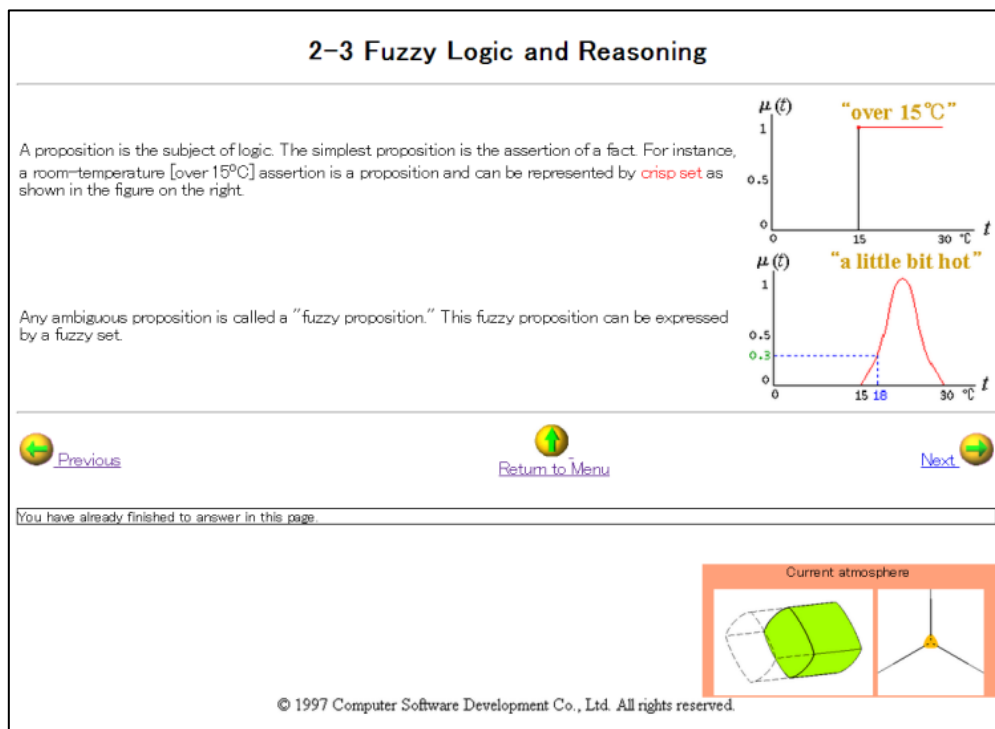 2-3 Fuzzy Logic and Reasoning
A proposition is the subject of logic. The simplest proposition is the assertion of a fact. For instance,
a room-temperature [over 15ºC] assertion is a proposition and can be represented by crisp set as
shown in the figure on the right.
μ(t)
"over 15℃"
1
0.5
0
0
15
30 ℃
t
Any ambiguous proposition is called a "fuzzy proposition." This fuzzy proposition can be expressed
by a fuzzy set.
μ(t)
"a little bit hot"
1
0.5
0.3
0
0
15 18
30 ℃
t
Previous
Return to Menu
Next
You have already finished to answer in this page.
Current atmosphere
© 1997 Computer Software Development Co., Ltd. All rights reserved.